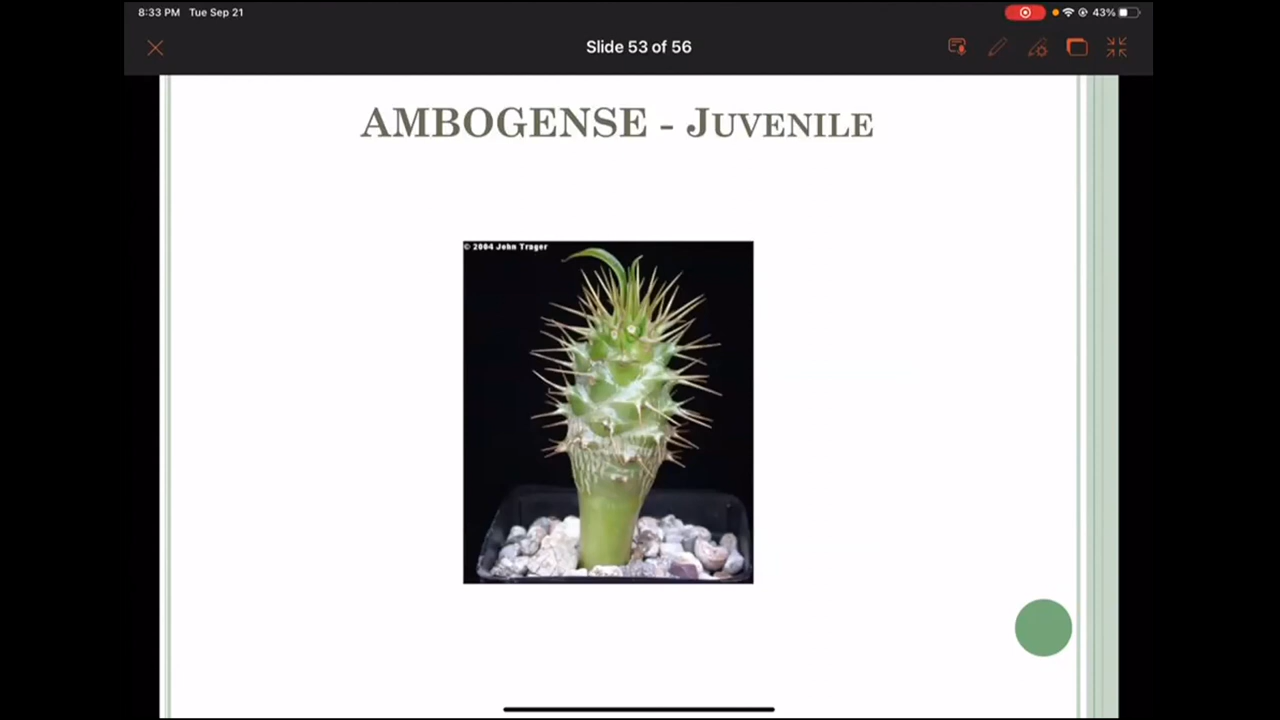 8:33 PM Tue Sep 21
43%
Slide 53 of 56
AMBOGENSE - JUVENILE
© 2004 John Trager